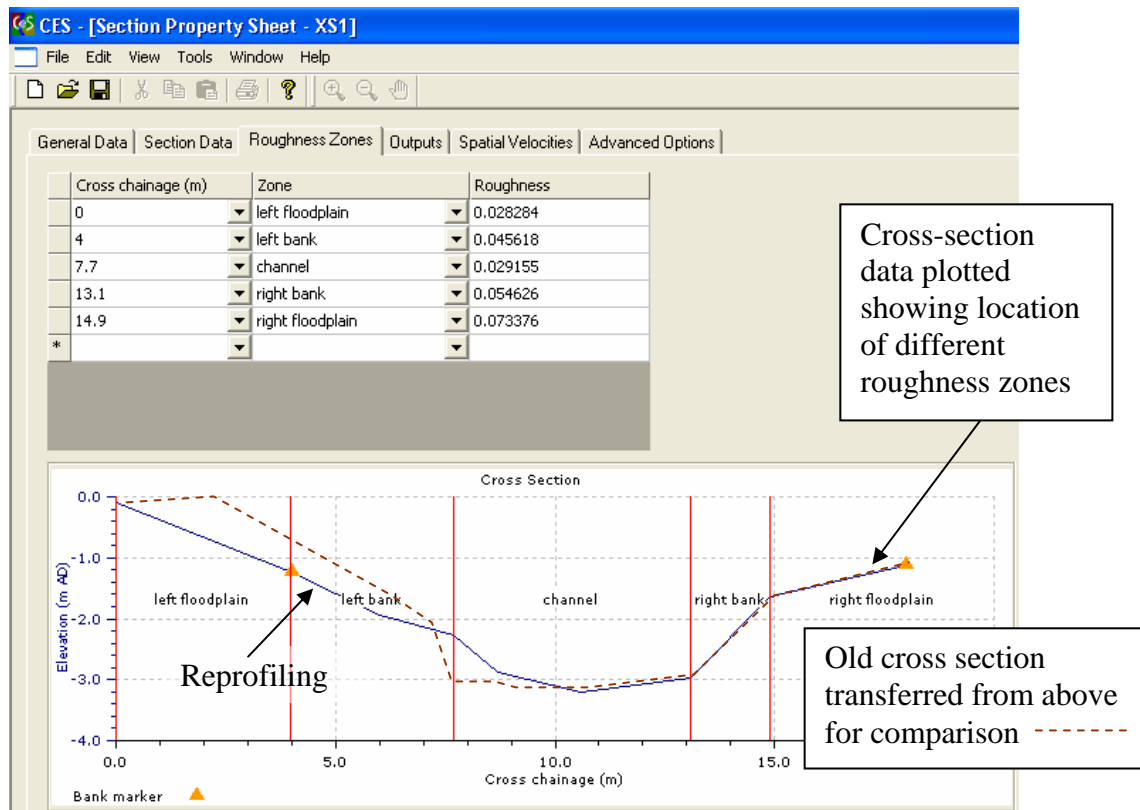 CES - [Section Property Sheet - XS1]
File Edit View Tools Window Help
General Data Section Data Roughness Zones Outputs Spatial Velocities Advanced Options
Cross chainage (m) Zone Roughness
0 left floodplain 0.028284
4 left bank 0.045618
7.7 channel 0.029155
13.1 right bank 0.054626
14.9 right floodplain 0.073376
*
Cross-section
data plotted
showing location
of different
roughness zones
Cross Section
0.0
-1.0
-2.0
-3.0
-4.0
Elevation (m AD)
left floodplain left bank channel right bank right floodplain
Reprofiling
Old cross section
transferred from above
for comparison
0.0 5.0 10.0 15.0
Cross chainage (m)
Bank marker